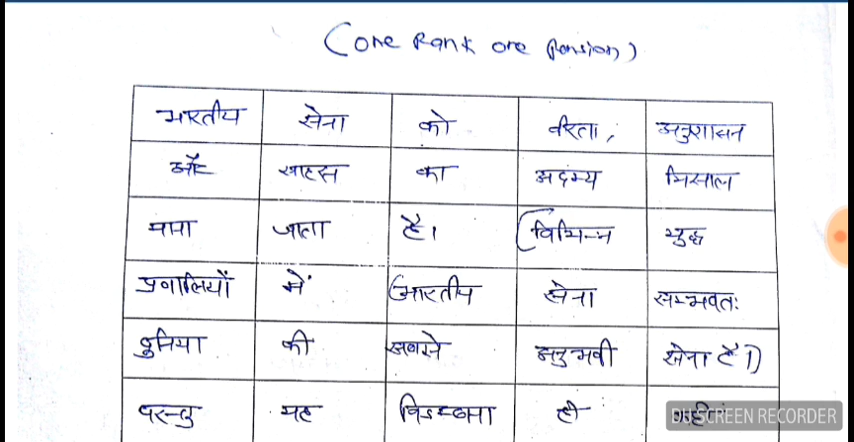 (one Rank one Pension)
भारतीय सेना को वीरता, अनुशासन
और साहस का अदम्य मिसाल
माना जाता है। (विभिन्न युद्ध
प्रणालियों में (भारतीय सेना सम्भवतः
दुनिया की सबसे अनुभवी सेना है।)
परन्तु यह विडम्बना ही
DU SCREEN RECORDER